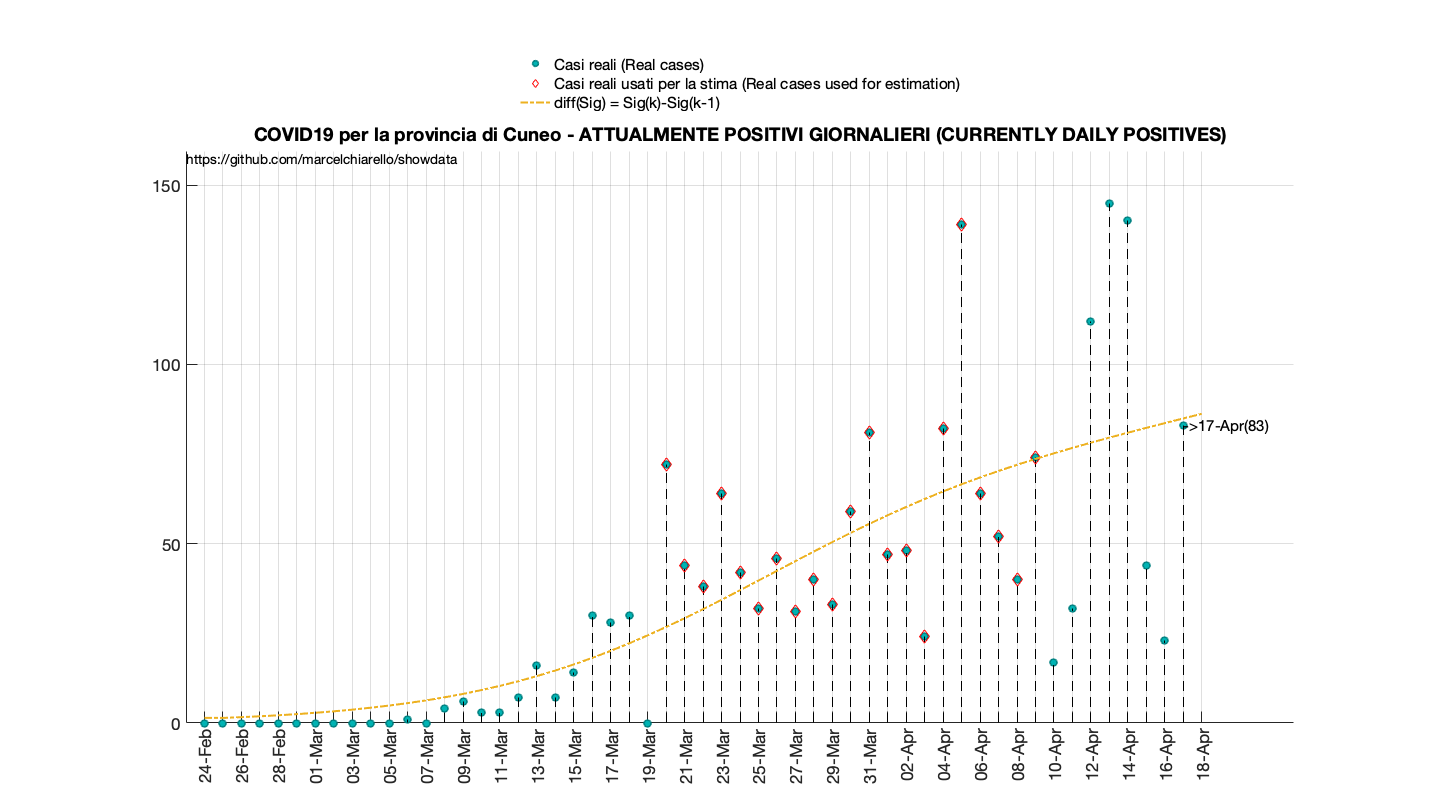 Casi reali (Real cases)
Casi reali usati per la stima (Real cases used for estimation)
diff(Sig) = Sig(k)-Sig(k-1)
COVID19 per la provincia di Cuneo - ATTUALMENTE POSITIVI GIORNALIERI (CURRENTLY DAILY POSITIVES)
https://github.com/marcelchiarello/showdata
150
100
50
0
>17-Apr(83)
24-Feb
26-Feb
28-Feb
01-Mar
03-Mar
05-Mar
07-Mar
09-Mar
11-Mar
13-Mar
15-Mar
17-Mar
19-Mar
21-Mar
23-Mar
25-Mar
27-Mar
29-Mar
31-Mar
02-Apr
04-Apr
06-Apr
08-Apr
10-Apr
12-Apr
14-Apr
16-Apr
18-Apr